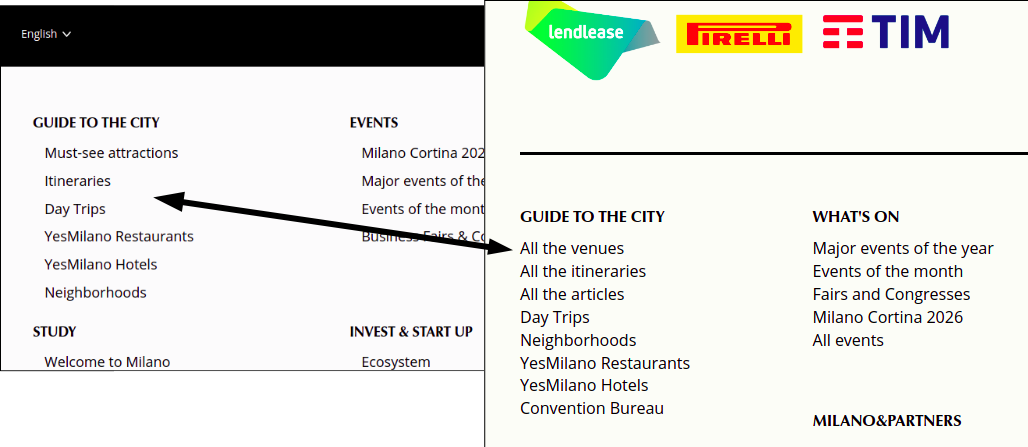 English
GUIDE TO THE CITY
Must-see attractions
Itineraries
Day Trips
YesMilano Restaurants
YesMilano Hotels
Neighborhoods
EVENTS
Milano Cortina 202
Major events of the
Events of the mont
Business Fairs & Co
STUDY
Welcome to Milano
INVEST & START UP
Ecosystem
lendlease
PIRELLI
TIM
GUIDE TO THE CITY
All the venues
All the itineraries
All the articles
Day Trips
Neighborhoods
YesMilano Restaurants
YesMilano Hotels
Convention Bureau
WHAT'S ON
Major events of the year
Events of the month
Fairs and Congresses
Milano Cortina 2026
All events
MILANO&PARTNERS